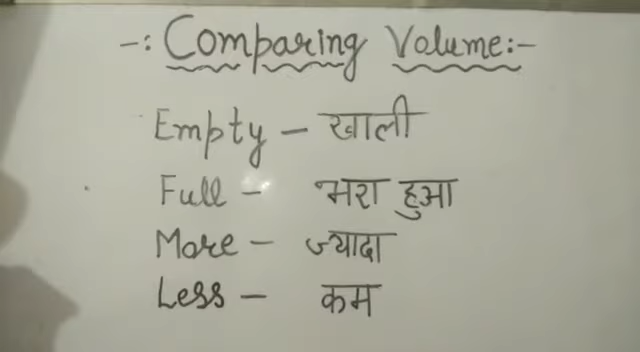 -: Comparing Volume:-
Empty - खाली
Full - भरा हुआ
More - ज्यादा
Less - कम